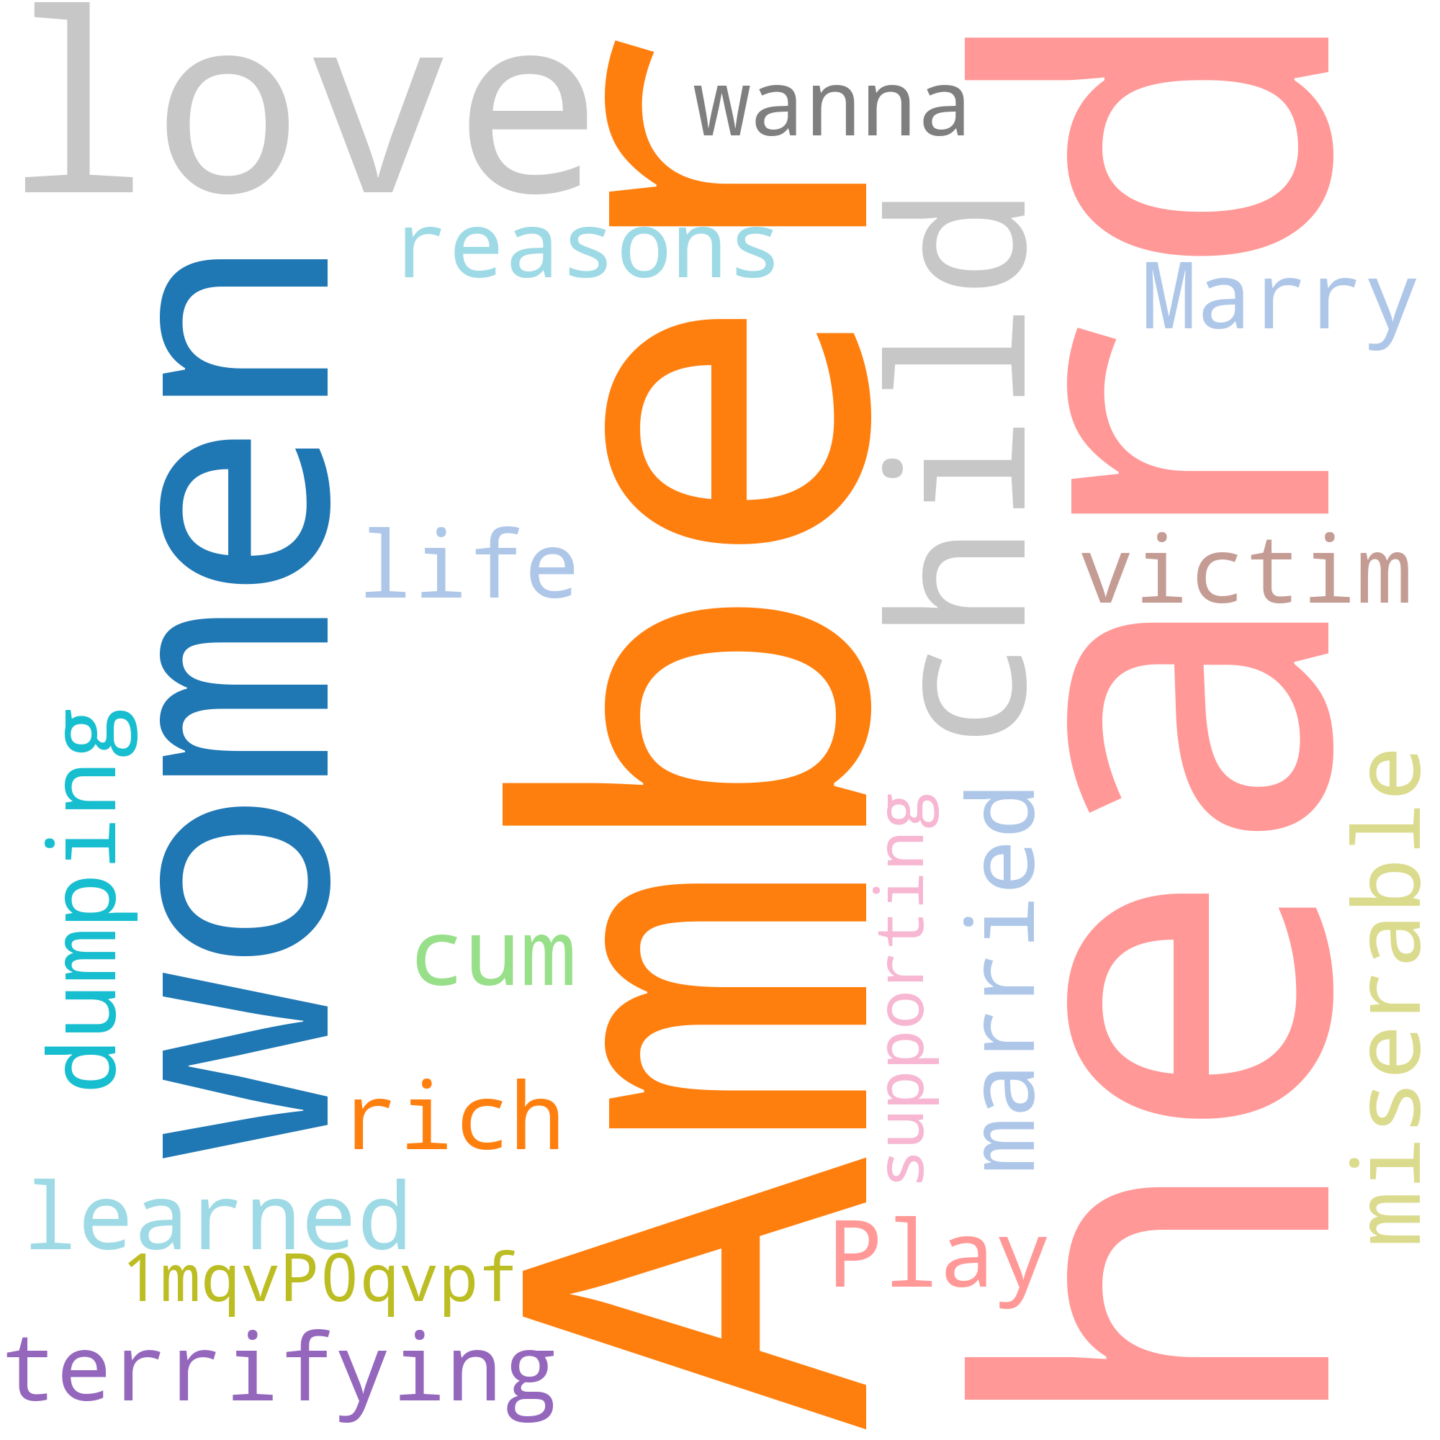 love
wanna
reasons
women
Amber
child
heard
Marry
life
victim
dumping
cum
supporting
married
miserable
rich
learned
1mqvP0qvpf
Play
terrifying